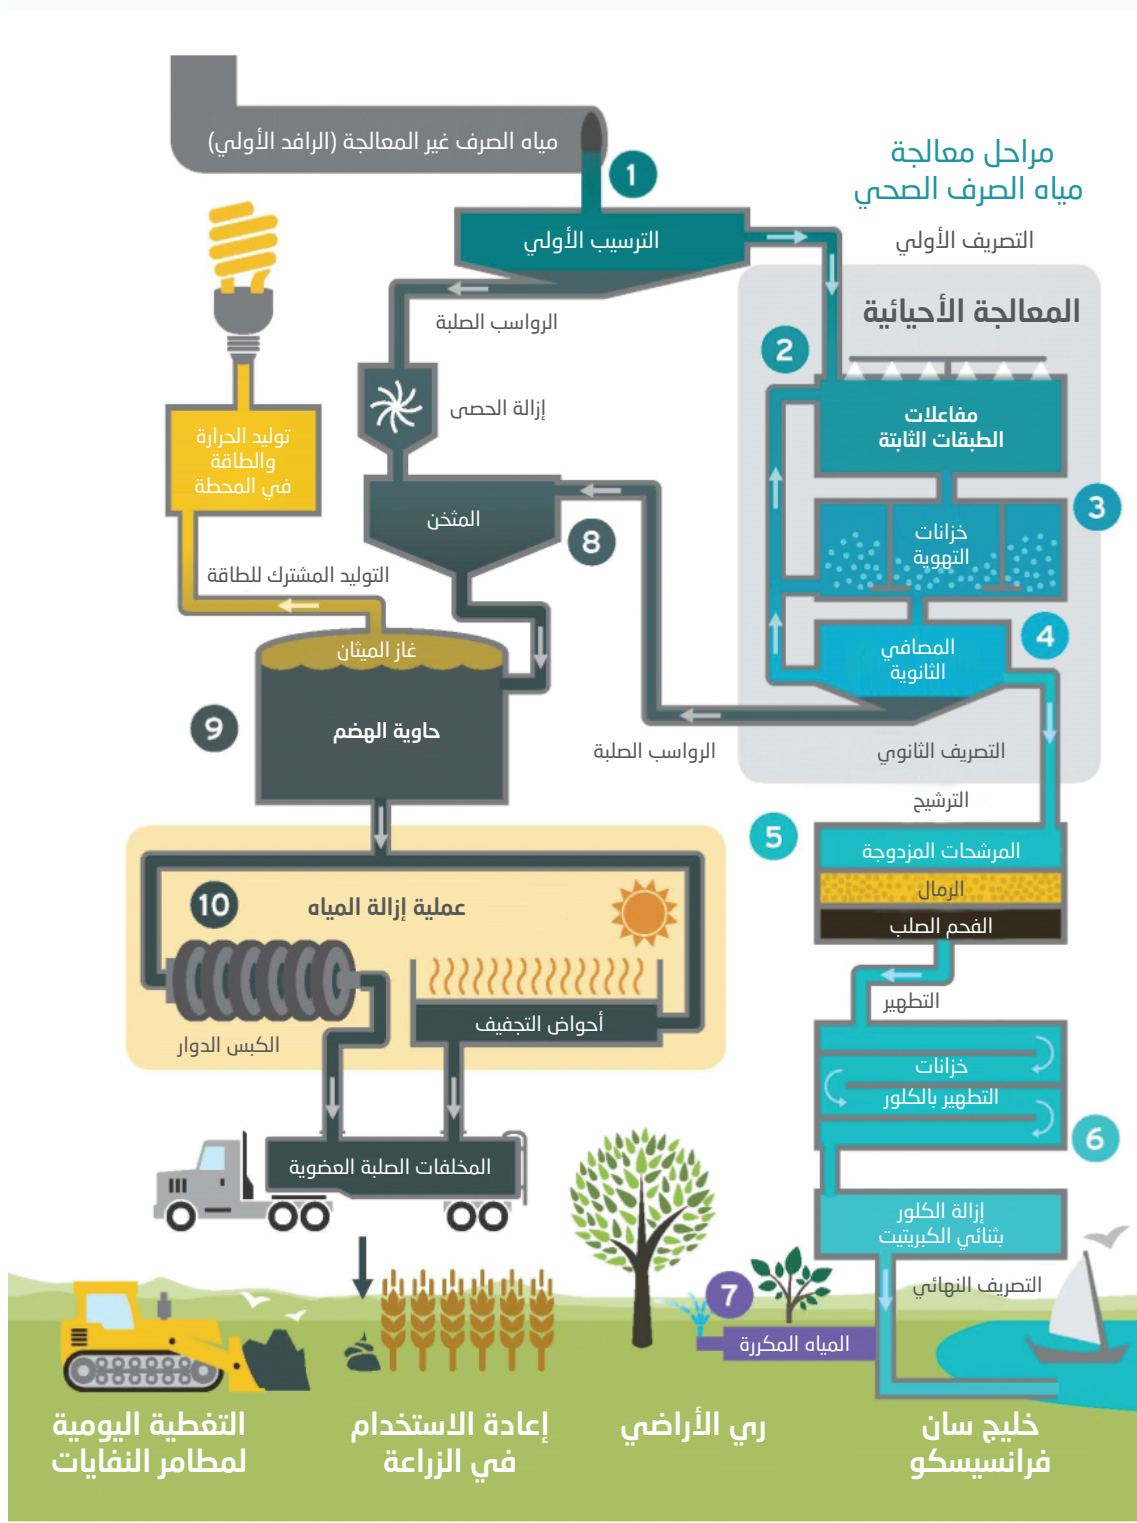 مياه الصرف غير المعالجة (الرافد الأولي)
1
مراحل معالجة
مياه الصرف الصحي
الترسيب الأولي
التصريف الأولي
المعالجة الأحيائية
الرواسب الصلبة
2
إزالة الحصى
مفاعلات
الطبقات الثابتة
توليد الحرارة
والطاقة
في المحطة
3
المثخن
8
خزانات
التهوية
التوليد المشترك للطاقة
4
المصافي
الثانوية
غاز الميثان
9
حاوية الهضم
الرواسب الصلبة
التصريف الثانوي
الترشيح
5
المرشحات المزدوجة
الرمال
الفحم الصلب
10
عملية إزالة المياه
التطهير
أحواض التجفيف
الكبس الدوار
خزانات
التطهير بالكلور
6
المخلفات الصلبة العضوية
إزالة الكلور
بثنائي الكبريتيت
التصريف النهائي
7
المياه المكررة
خليج سان
فرانسيسكو
ري الأراضي
إعادة الاستخدام
في الزراعة
التغطية اليومية
لمطامر النفايات